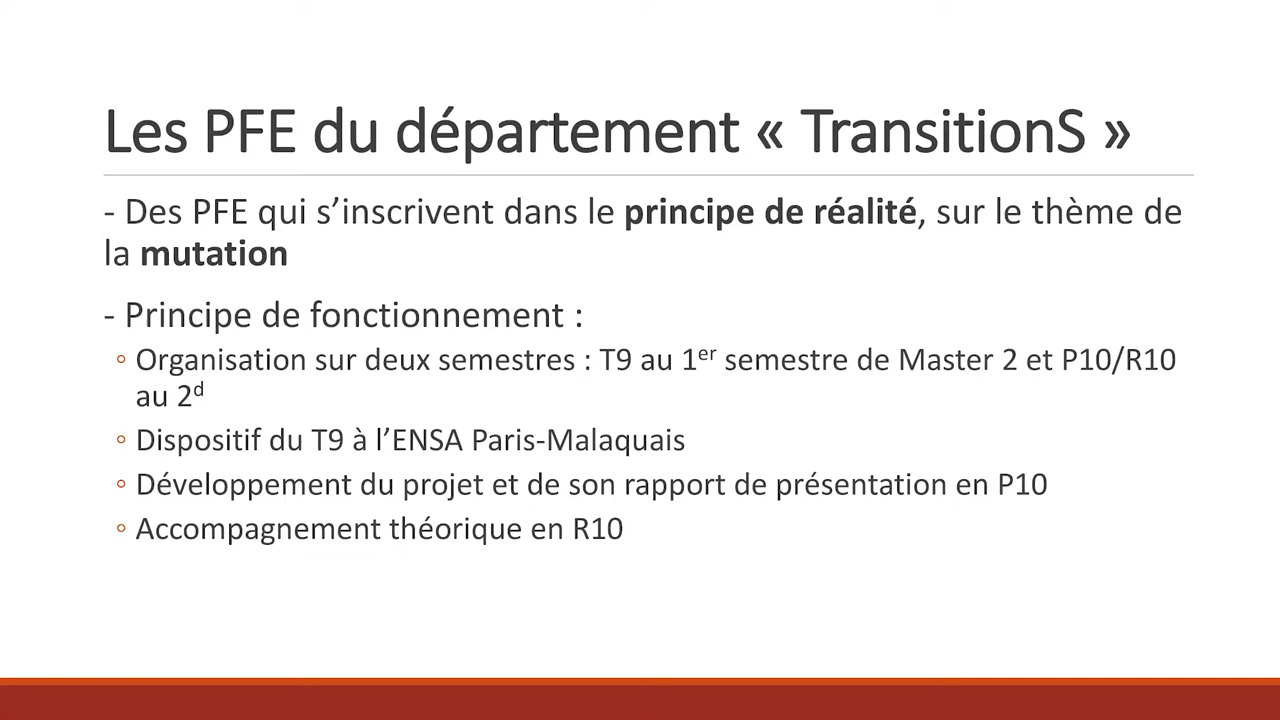 Les PFE du département « TransitionS »
- Des PFE qui s’inscrivent dans le principe de réalité, sur le thème de
la mutation
- Principe de fonctionnement :
◦ Organisation sur deux semestres : T9 au 1er semestre de Master 2 et P10/R10
au 2d
◦ Dispositif du T9 à l’ENSA Paris-Malaquais
◦ Développement du projet et de son rapport de présentation en P10
◦ Accompagnement théorique en R10